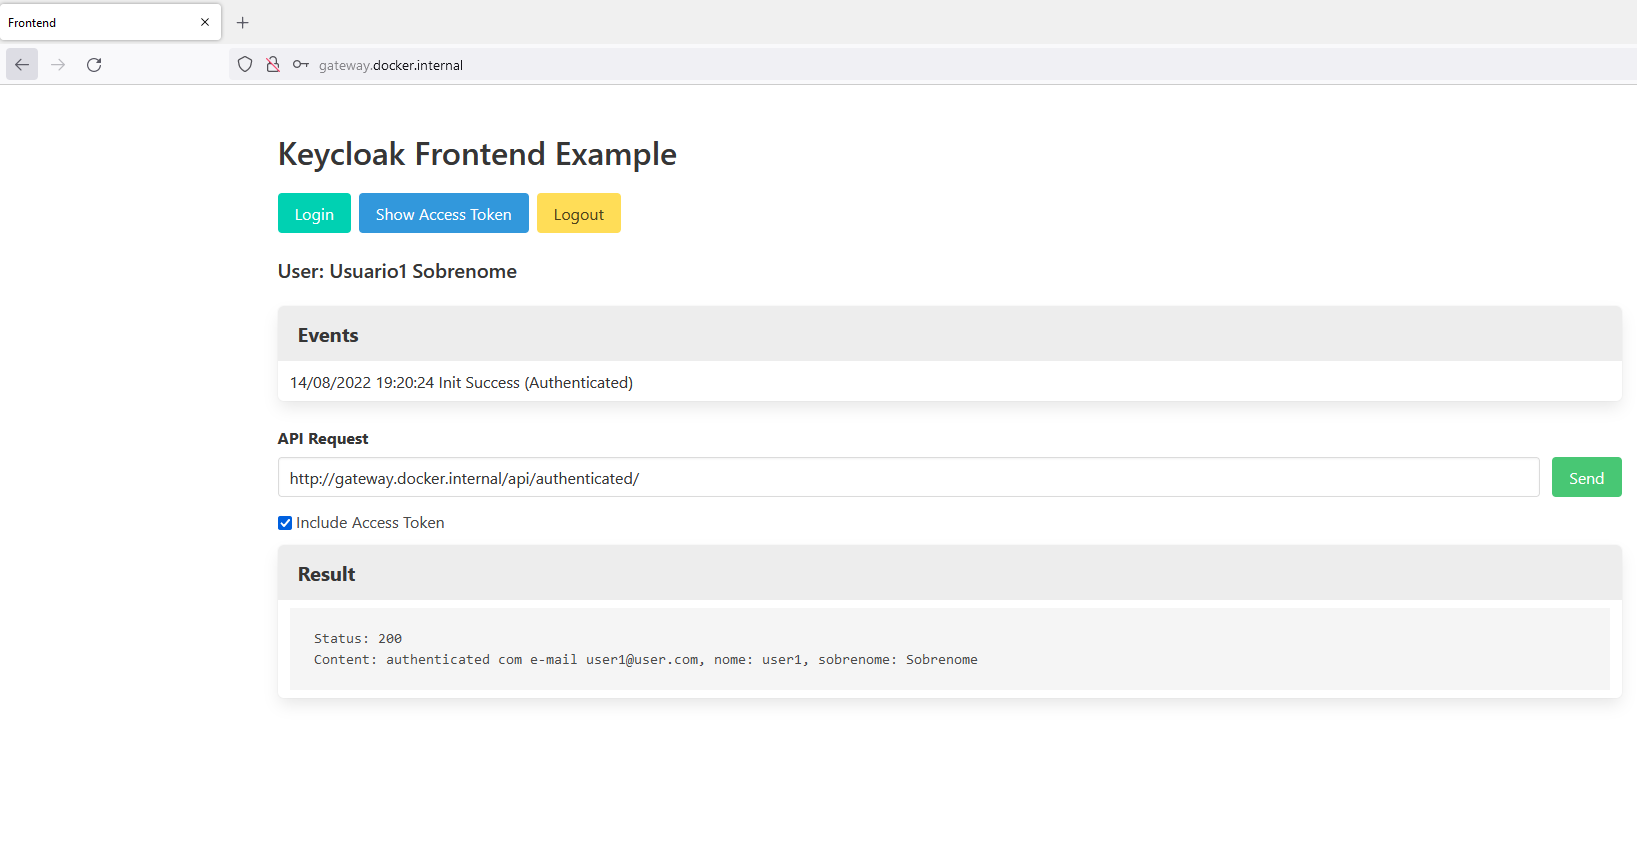 Frontend
gateway.docker.internal
Keycloak Frontend Example
Login
Show Access Token
Logout
User: Usuario1 Sobrenome
Events
14/08/2022 19:20:24 Init Success (Authenticated)
API Request
http://gateway.docker.internal/api/authenticated/
Send
Include Access Token
Result
Status: 200
Content: authenticated com e-mail user1@user.com, nome: user1, sobrenome: Sobrenome